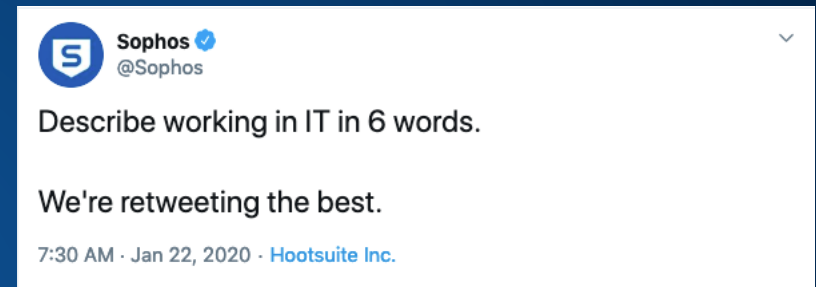 Sophos
@Sophos
Describe working in IT in 6 words.
We're retweeting the best.
7:30 AM · Jan 22, 2020 · Hootsuite Inc.